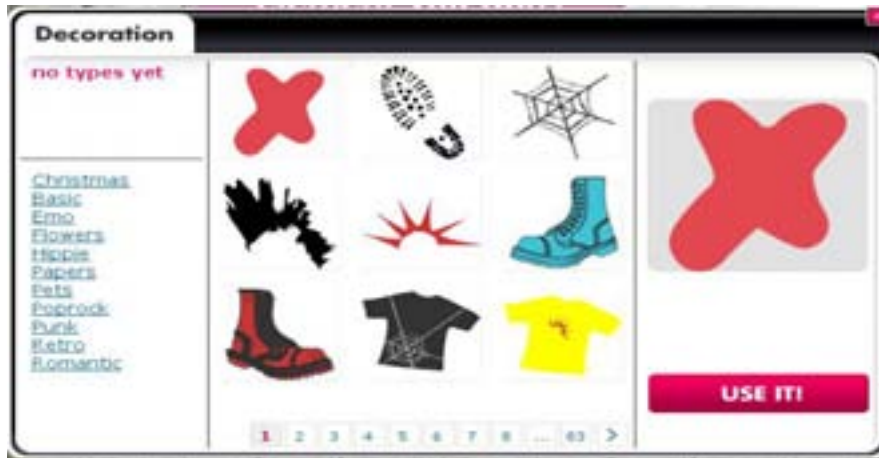 Decoration
no types yet
Christmas
Basic
Emo
Flowers
Hippie
Papers
Pets
Poprock
Punk
Retro
Romantic
1 2 3 4 5 6 7 8 ... 63 >
USE IT!